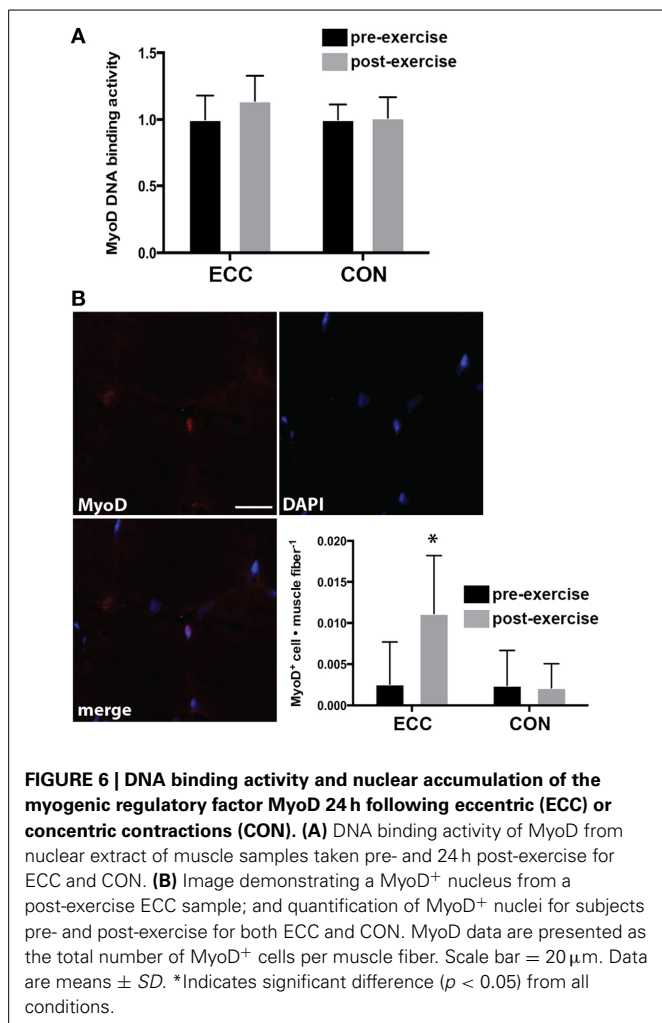 A
pre-exercise
post-exercise
MyoD DNA binding activity
1.5
1.0
0.5
0.0
ECC
CON
B
MyoD
DAPI
merge
MyoD⁺ cell • muscle fiber⁻¹
0.020
0.015
0.010
0.005
0.000
*
pre-exercise
post-exercise
ECC
CON
FIGURE 6 | DNA binding activity and nuclear accumulation of the
myogenic regulatory factor MyoD 24 h following eccentric (ECC) or
concentric contractions (CON). (A) DNA binding activity of MyoD from
nuclear extract of muscle samples taken pre- and 24 h post-exercise for
ECC and CON. (B) Image demonstrating a MyoD⁺ nucleus from a
post-exercise ECC sample; and quantification of MyoD⁺ nuclei for subjects
pre- and post-exercise for both ECC and CON. MyoD data are presented as
the total number of MyoD⁺ cells per muscle fiber. Scale bar = 20 μm. Data
are means ± SD. *Indicates significant difference (p < 0.05) from all
conditions.